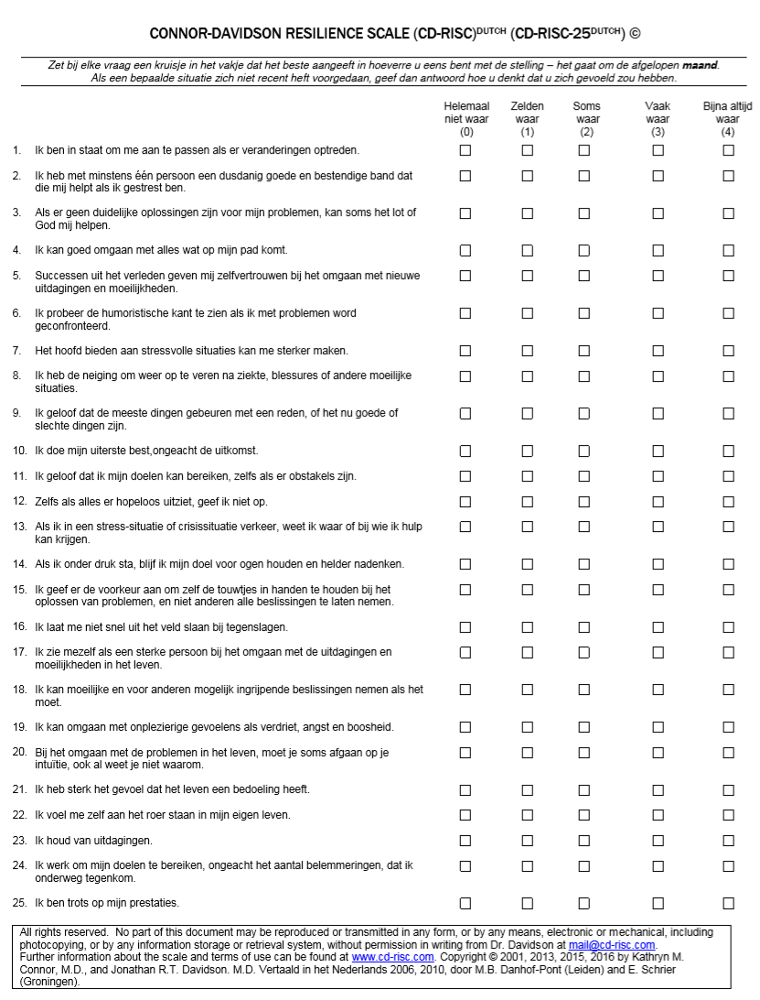 CONNOR-DAVIDSON RESILIENCE SCALE (CD-RISC)DUTCH (CD-RISC-25DUTCH) ©
Zet bij elke vraag een kruisje in het vakje dat het beste aangeeft in hoeverre u eens bent met de stelling – het gaat om de afgelopen maand.
Als een bepaalde situatie zich niet recent heft voorgedaan, geef dan antwoord hoe u denkt dat u zich gevoeld zou hebben.
Helemaal Zelden Soms Vaak Bijna altijd
niet waar waar waar waar waar
(0) (1) (2) (3) (4)
1. Ik ben in staat om me aan te passen als er veranderingen optreden.
2. Ik heb met minstens één persoon een dusdanig goede en bestendige band dat
die mij helpt als ik gestrest ben.
3. Als er geen duidelijke oplossingen zijn voor mijn problemen, kan soms het lot of
God mij helpen.
4. Ik kan goed omgaan met alles wat op mijn pad komt.
5. Successen uit het verleden geven mij zelfvertrouwen bij het omgaan met nieuwe
uitdagingen en moeilijkheden.
6. Ik probeer de humoristische kant te zien als ik met problemen word
geconfronteerd.
7. Het hoofd bieden aan stressvolle situaties kan me sterker maken.
8. Ik heb de neiging om weer op te veren na ziekte, blessures of andere moeilijke
situaties.
9. Ik geloof dat de meeste dingen gebeuren met een reden, of het nu goede of
slechte dingen zijn.
10. Ik doe mijn uiterste best,ongeacht de uitkomst.
11. Ik geloof dat ik mijn doelen kan bereiken, zelfs als er obstakels zijn.
12. Zelfs als alles er hopeloos uitziet, geef ik niet op.
13. Als ik in een stress-situatie of crisissituatie verkeer, weet ik waar of bij wie ik hulp
kan krijgen.
14. Als ik onder druk sta, blijf ik mijn doel voor ogen houden en helder nadenken.
15. Ik geef er de voorkeur aan om zelf de touwtjes in handen te houden bij het
oplossen van problemen, en niet anderen alle beslissingen te laten nemen.
16. Ik laat me niet snel uit het veld slaan bij tegenslagen.
17. Ik zie mezelf als een sterke persoon bij het omgaan met de uitdagingen en
moeilijkheden in het leven.
18. Ik kan moeilijke en voor anderen mogelijk ingrijpende beslissingen nemen als het
moet.
19. Ik kan omgaan met onplezierige gevoelens als verdriet, angst en boosheid.
20. Bij het omgaan met de problemen in het leven, moet je soms afgaan op je
intuïtie, ook al weet je niet waarom.
21. Ik heb sterk het gevoel dat het leven een bedoeling heeft.
22. Ik voel me zelf aan het roer staan in mijn eigen leven.
23. Ik houd van uitdagingen.
24. Ik werk om mijn doelen te bereiken, ongeacht het aantal belemmeringen, dat ik
onderweg tegenkom.
25. Ik ben trots op mijn prestaties.
All rights reserved. No part of this document may be reproduced or transmitted in any form, or by any means, electronic or mechanical, including
photocopying, or by any information storage or retrieval system, without permission in writing from Dr. Davidson at mail@cd-risc.com.
Further information about the scale and terms of use can be found at www.cd-risc.com. Copyright © 2001, 2013, 2015, 2016 by Kathryn M.
Connor, M.D., and Jonathan R.T. Davidson. M.D. Vertaald in het Nederlands 2006, 2010, door M.B. Danhof-Pont (Leiden) and E. Schrier
(Groningen).